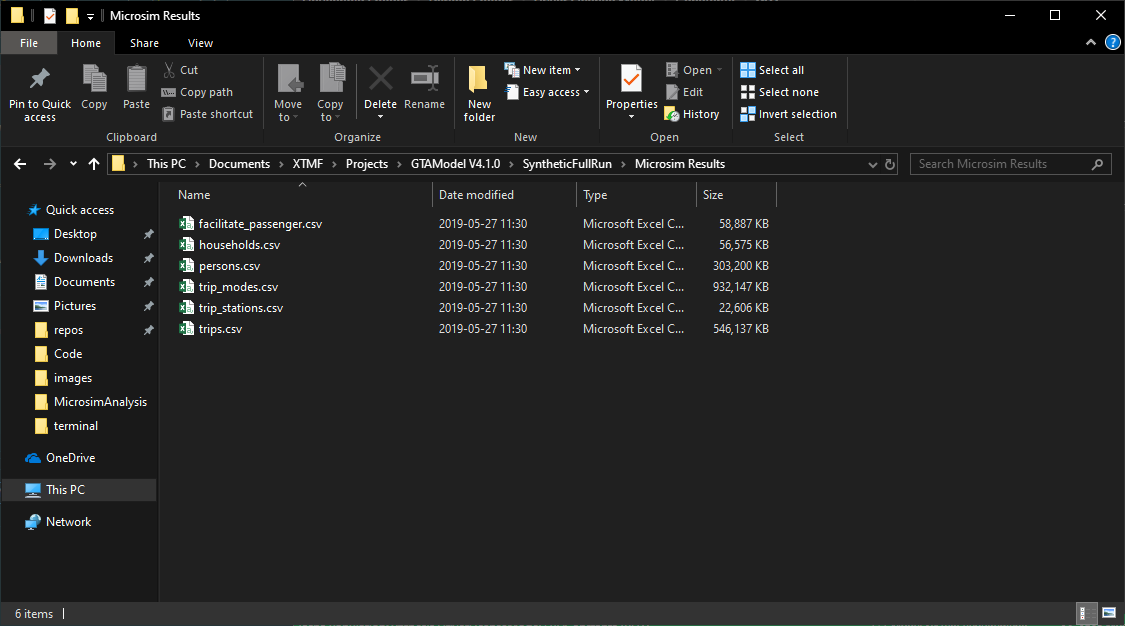 Microsim Results
File Home Share View
Pin to Quick access
Copy
Paste
Cut
Copy path
Paste shortcut
Clipboard
Move to
Copy to
Delete
Rename
Organize
New folder
New item
Easy access
New
Properties
Open
Edit
History
Open
Select all
Select none
Invert selection
Select
This PC > Documents > XTMF > Projects > GTAModel V4.1.0 > SyntheticFullRun > Microsim Results
Search Microsim Results
Quick access
Desktop
Downloads
Documents
Pictures
repos
Code
images
MicrosimAnalysis
terminal
OneDrive
This PC
Network
Name Date modified Type Size
facilitate_passenger.csv 2019-05-27 11:30 Microsoft Excel C... 58,887 KB
households.csv 2019-05-27 11:30 Microsoft Excel C... 56,575 KB
persons.csv 2019-05-27 11:30 Microsoft Excel C... 303,200 KB
trip_modes.csv 2019-05-27 11:30 Microsoft Excel C... 932,147 KB
trip_stations.csv 2019-05-27 11:30 Microsoft Excel C... 22,606 KB
trips.csv 2019-05-27 11:30 Microsoft Excel C... 546,137 KB
6 items